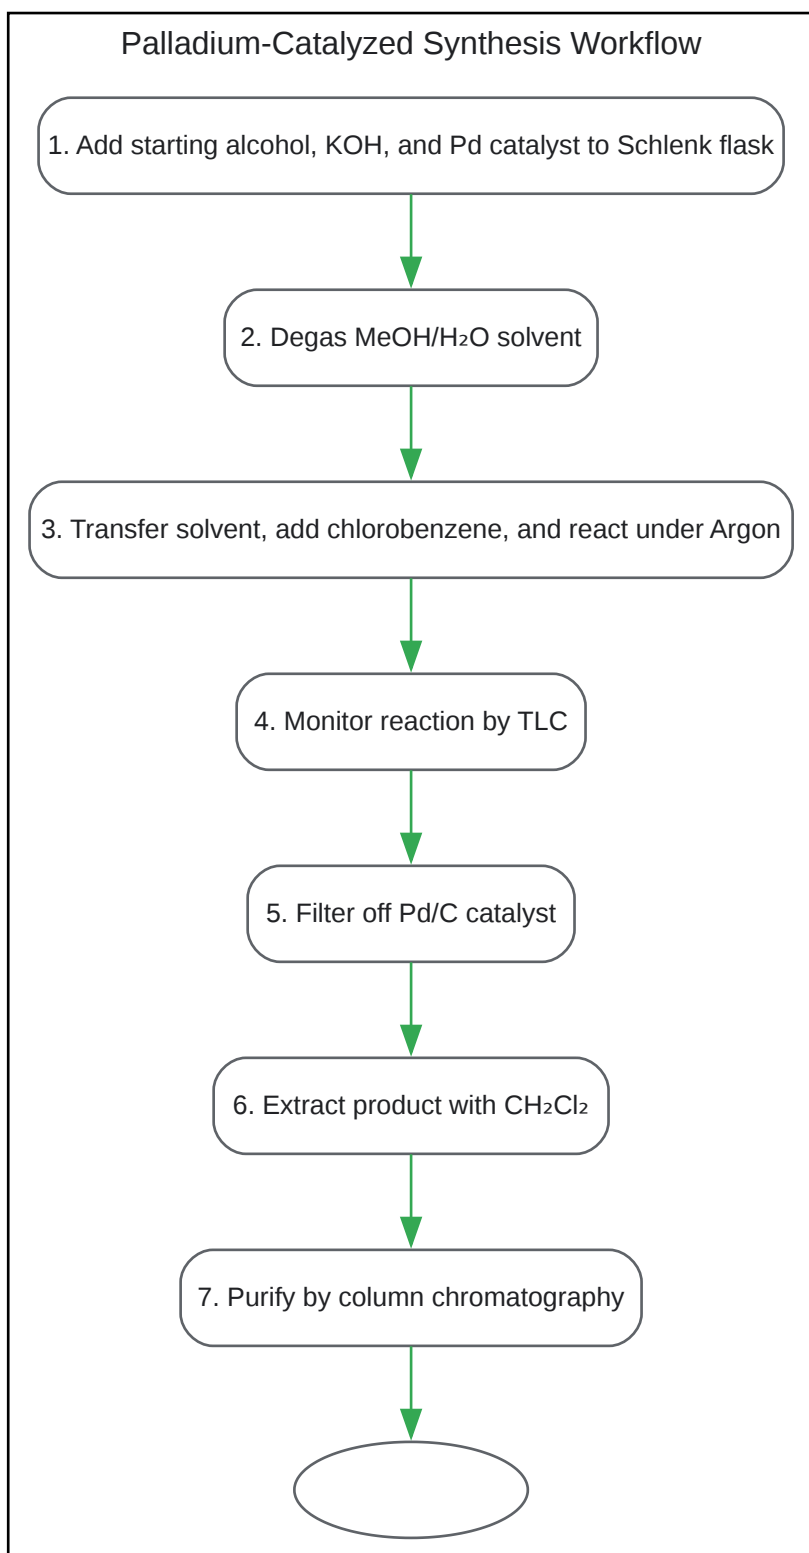 Palladium-Catalyzed Synthesis Workflow
1. Add starting alcohol, KOH, and Pd catalyst to Schlenk flask
2. Degas MeOH/H₂O solvent
3. Transfer solvent, add chlorobenzene, and react under Argon
4. Monitor reaction by TLC
5. Filter off Pd/C catalyst
6. Extract product with CH₂Cl₂
7. Purify by column chromatography